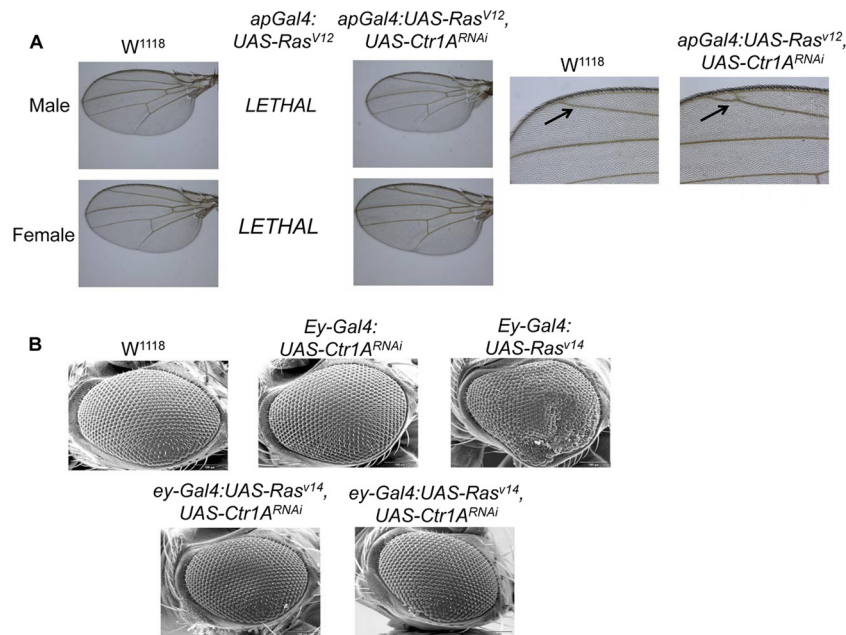 A
W1118
apGal4:
UAS-RasV12
apGal4:UAS-RasV12,
UAS-Ctr1ARNAi
W1118
apGal4:UAS-Rasv12,
UAS-Ctr1ARNAi
Male
LETHAL
Female
LETHAL
B
W1118
Ey-Gal4:
UAS-Ctr1ARNAi
Ey-Gal4:
UAS-Rasv14
ey-Gal4:UAS-Rasv14,
UAS-Ctr1ARNAi
ey-Gal4:UAS-Rasv14,
UAS-Ctr1ARNAi